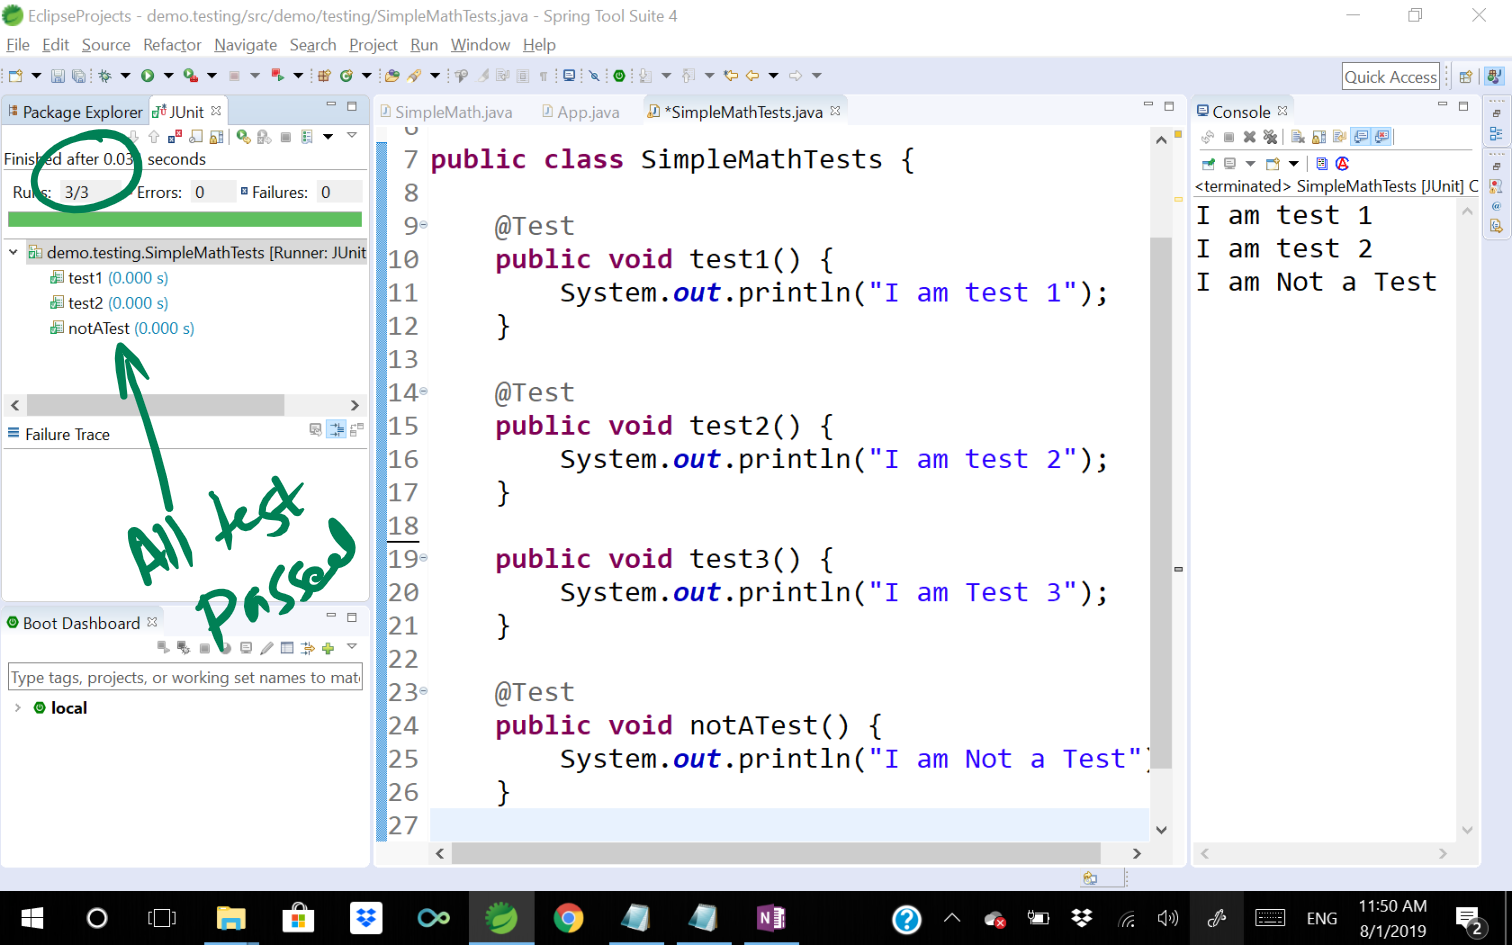 EclipseProjects - demo.testing/src/demo/testing/SimpleMathTests.java - Spring Tool Suite 4
File Edit Source Refactor Navigate Search Project Run Window Help
Quick Access
Package Explorer JUnit
Finished after 0.03 seconds
Runs: 3/3 Errors: 0 Failures: 0
demo.testing.SimpleMathTests [Runner: JUnit
test1 (0.000 s)
test2 (0.000 s)
notATest (0.000 s)
Failure Trace
All test
passed
Boot Dashboard
Type tags, projects, or working set names to mat
local
SimpleMath.java App.java *SimpleMathTests.java
6
7 public class SimpleMathTests {
8
9 @Test
10 public void test1() {
11 System.out.println("I am test 1");
12 }
13
14 @Test
15 public void test2() {
16 System.out.println("I am test 2");
17 }
18
19 public void test3() {
20 System.out.println("I am Test 3");
21 }
22
23 @Test
24 public void notATest() {
25 System.out.println("I am Not a Test")
26 }
27
Console
<terminated> SimpleMathTests [JUnit] C
I am test 1
I am test 2
I am Not a Test
ENG
11:50 AM
8/1/2019
2